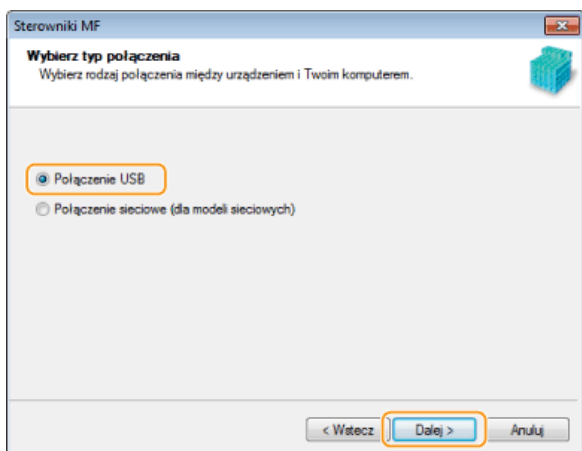 Sterowniki MF
Wybierz typ połączenia
Wybierz rodzaj połączenia między urządzeniem i Twoim komputerem.
Połączenie USB
Połączenie sieciowe (dla modeli sieciowych)
< Wstecz Dalej > Anuluj